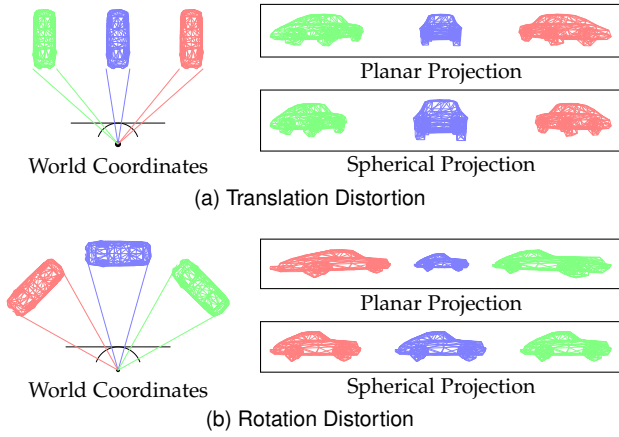 Planar Projection
World Coordinates
Spherical Projection
(a) Translation Distortion
Planar Projection
World Coordinates
Spherical Projection
(b) Rotation Distortion